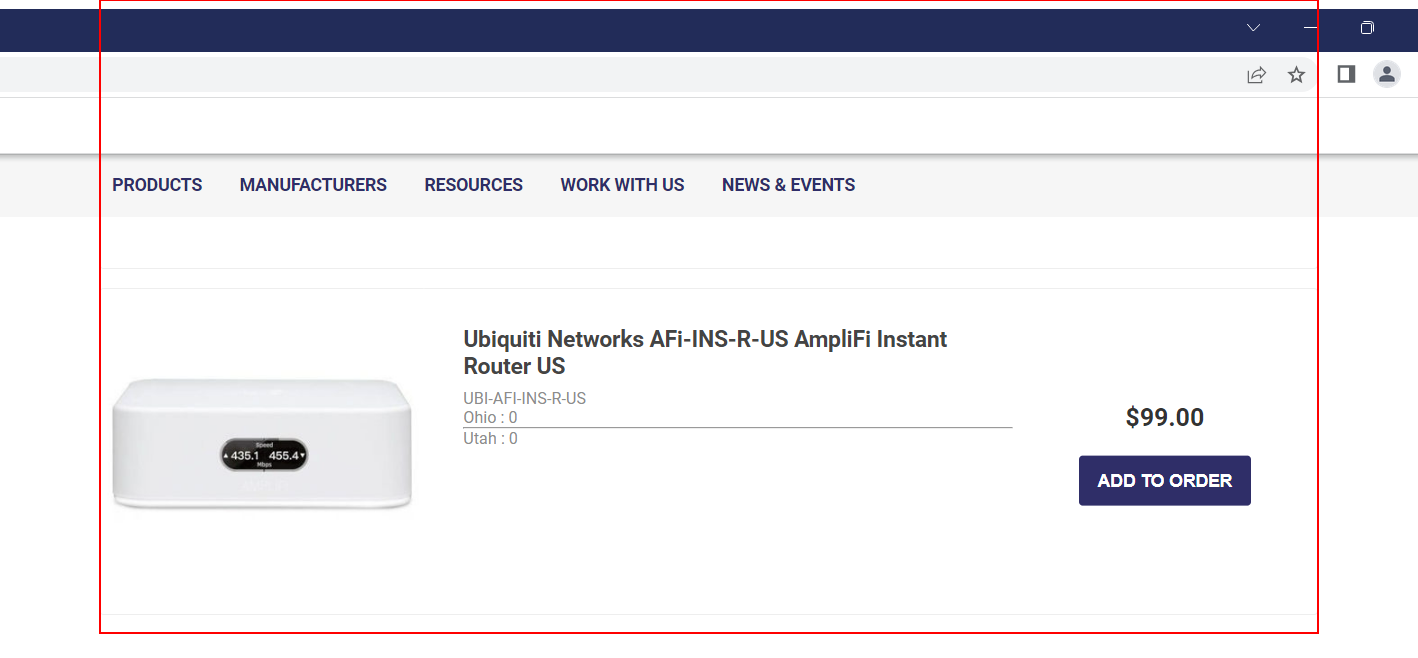 PRODUCTS MANUFACTURERS RESOURCES WORK WITH US NEWS & EVENTS
Ubiquiti Networks AFi-INS-R-US AmpliFi Instant
Router US
UBI-AFI-INS-R-US
Ohio : 0
Utah : 0
Speed
435.1 455.4
Mbps
$99.00
ADD TO ORDER